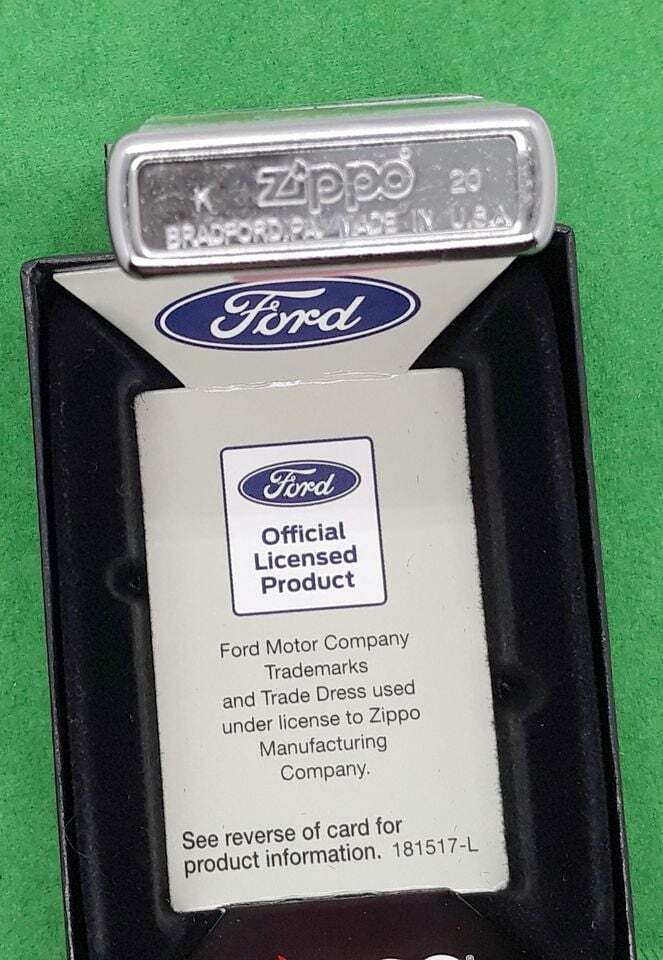 K zippo® 20
BRADFORD, PA. MADE IN U.S.A.
Ford
Ford
Official
Licensed
Product
Ford Motor Company
Trademarks
and Trade Dress used
under license to Zippo
Manufacturing
Company.
See reverse of card for
product information. 181517-L